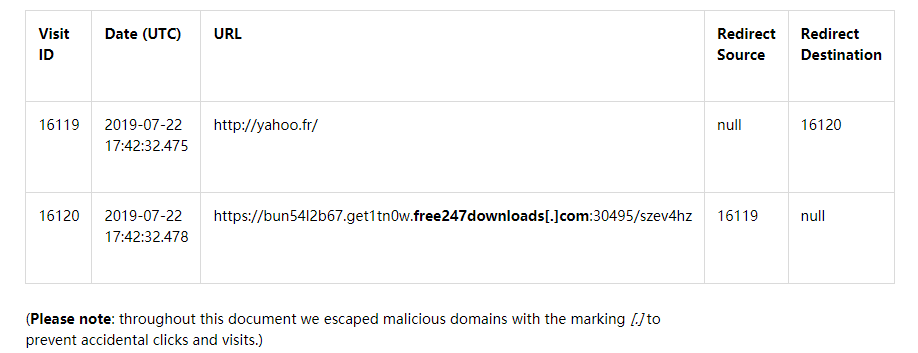 Visit ID Date (UTC) URL Redirect Source Redirect Destination
16119 2019-07-22 17:42:32.475 http://yahoo.fr/ null 16120
16120 2019-07-22 17:42:32.478 https://bun54l2b67.get1tn0w.free247downloads[.]com:30495/szev4hz 16119 null
(Please note: throughout this document we escaped malicious domains with the marking [.] to
prevent accidental clicks and visits.)